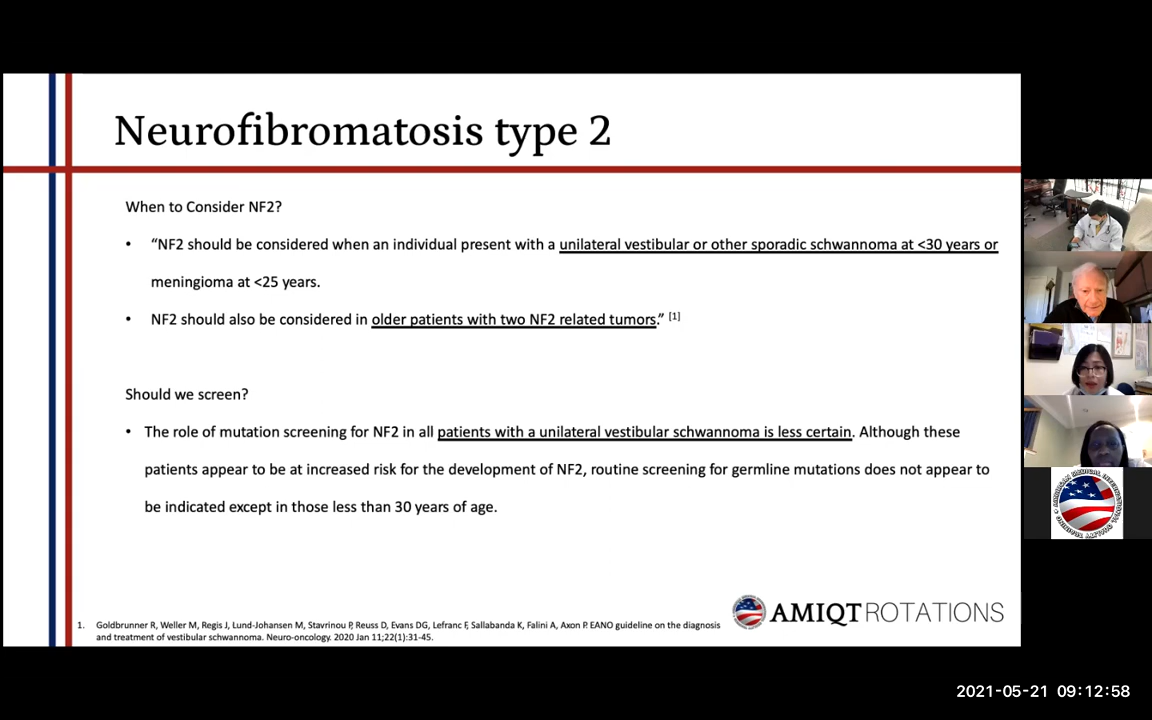 Neurofibromatosis type 2
When to Consider NF2?
• “NF2 should be considered when an individual present with a unilateral vestibular or other sporadic schwannoma at <30 years or
meningioma at <25 years.
• NF2 should also be considered in older patients with two NF2 related tumors.” [1]
Should we screen?
• The role of mutation screening for NF2 in all patients with a unilateral vestibular schwannoma is less certain. Although these
patients appear to be at increased risk for the development of NF2, routine screening for germline mutations does not appear to
be indicated except in those less than 30 years of age.
AMIQTROTATIONS
1. Goldbrunner R, Weller M, Regis J, Lund-Johansen M, Stavrinou P, Reuss D, Evans DG, Lefranc F, Sallabanda K, Falini A, Axon P. EANO guideline on the diagnosis
and treatment of vestibular schwannoma. Neuro-oncology. 2020 Jan 11;22(1):31-45.
2021-05-21 09:12:58